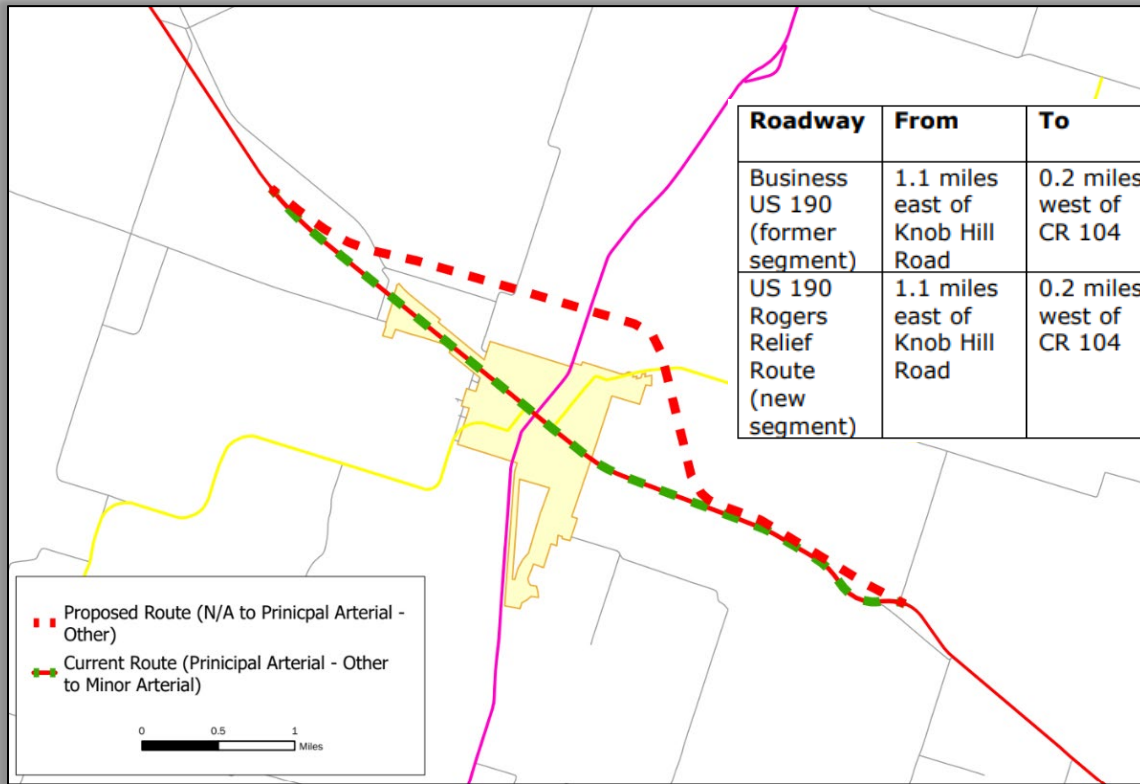 Roadway From To
Business 1.1 miles 0.2 miles
US 190 east of west of
(former Knob Hill CR 104
segment) Road
US 190 1.1 miles 0.2 miles
Rogers east of west of
Relief Knob Hill CR 104
Route Road
(new
segment)
Proposed Route (N/A to Prinicpal Arterial -
Other)
Current Route (Prinicipal Arterial - Other
to Minor Arterial)
0 0.5 1
Miles